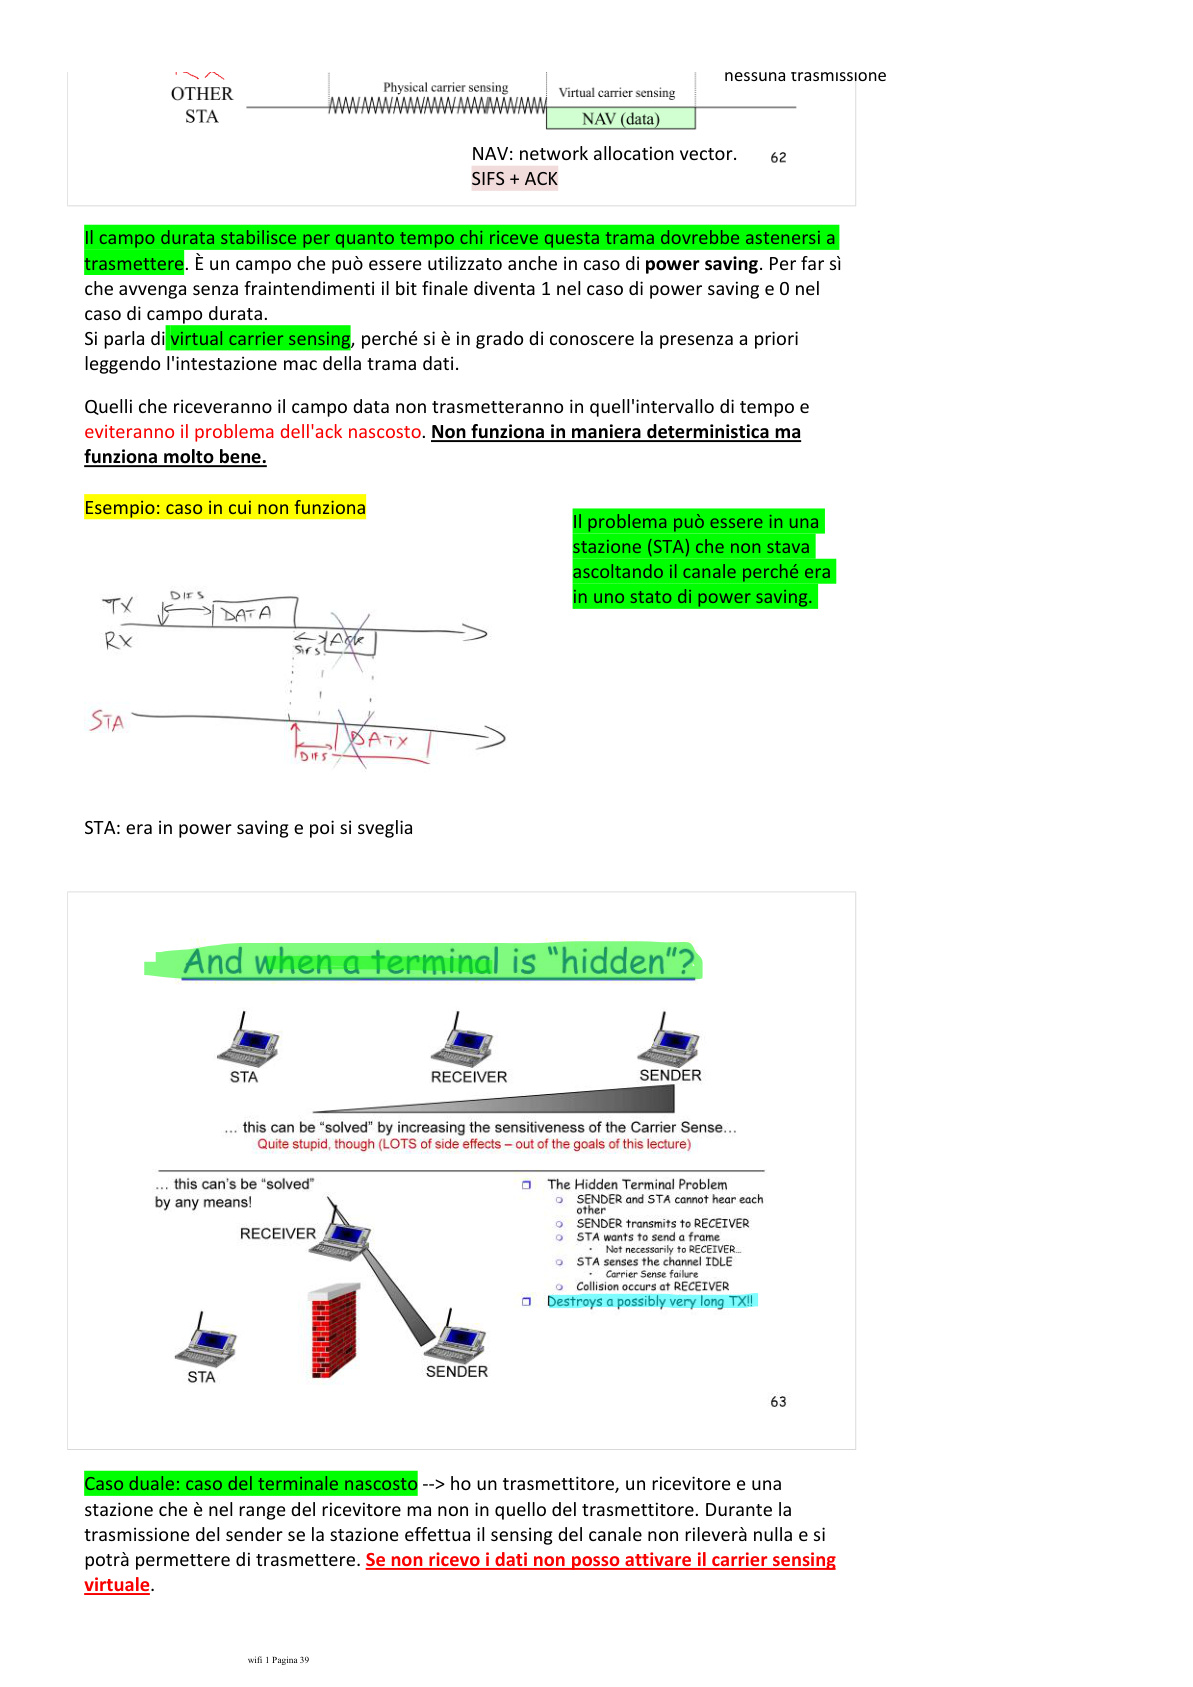 nessuna trasmissione
Physical carrier sensing
Virtual carrier sensing
OTHER
STA
NAV (data)
NAV: network allocation vector.
62
SIFS + ACK
Il campo durata stabilisce per quanto tempo chi riceve questa trama dovrebbe astenersi a
trasmettere. È un campo che può essere utilizzato anche in caso di power saving. Per far sì
che avvenga senza fraintendimenti il bit finale diventa 1 nel caso di power saving e 0 nel
caso di campo durata.
Si parla di virtual carrier sensing, perché si è in grado di conoscere la presenza a priori
leggendo l'intestazione mac della trama dati.
Quelli che riceveranno il campo data non trasmetteranno in quell'intervallo di tempo e
eviteranno il problema dell'ack nascosto. Non funziona in maniera deterministica ma
funziona molto bene.
Esempio: caso in cui non funziona
Il problema può essere in una
stazione (STA) che non stava
ascoltando il canale perché era
in uno stato di power saving.
TX
DIFS
DATA
RX
SIFS
ACK
STA
DIFS
DATX
STA: era in power saving e poi si sveglia
And when a terminal is “hidden”?
STA
RECEIVER
SENDER
… this can be “solved” by increasing the sensitiveness of the Carrier Sense…
Quite stupid, though (LOTS of side effects – out of the goals of this lecture)
… this can's be “solved”
by any means!
RECEIVER
STA
SENDER
The Hidden Terminal Problem
SENDER and STA cannot hear each
other
SENDER transmits to RECEIVER
STA wants to send a frame
Not necessarily to RECEIVER…
STA senses the channel IDLE
Carrier Sense failure
Collision occurs at RECEIVER
Destroys a possibly very long TX!!
63
Caso duale: caso del terminale nascosto --> ho un trasmettitore, un ricevitore e una
stazione che è nel range del ricevitore ma non in quello del trasmettitore. Durante la
trasmissione del sender se la stazione effettua il sensing del canale non rileverà nulla e si
potrà permettere di trasmettere. Se non ricevo i dati non posso attivare il carrier sensing
virtuale.
wifi 1 Pagina 39